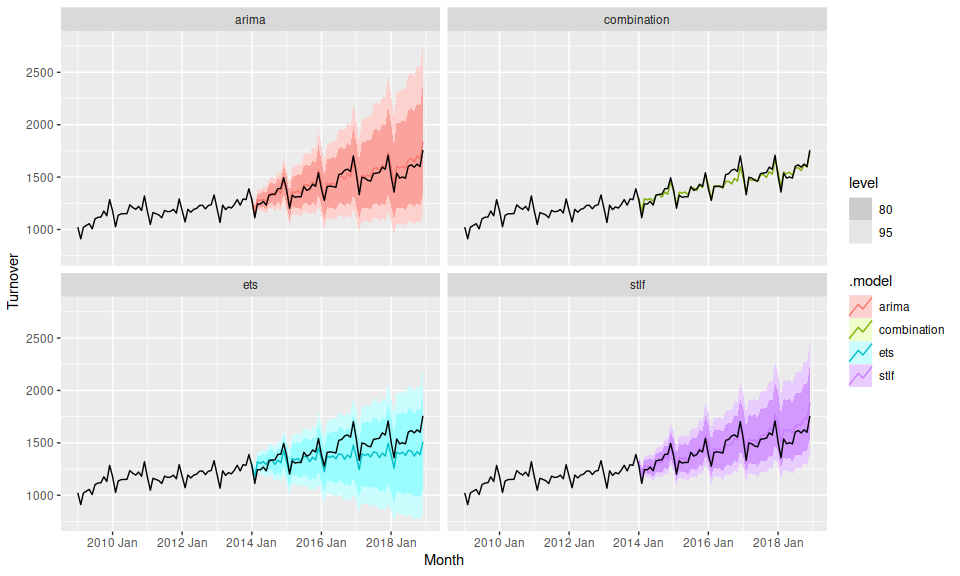 arima
combination
2500
2000
1500
1000
ets
stlf
2500
2000
1500
1000
2010 Jan
2012 Jan
2014 Jan
2016 Jan
2018 Jan
2010 Jan
2012 Jan
2014 Jan
2016 Jan
2018 Jan
Month
Turnover
level
80
95
.model
arima
combination
ets
stlf